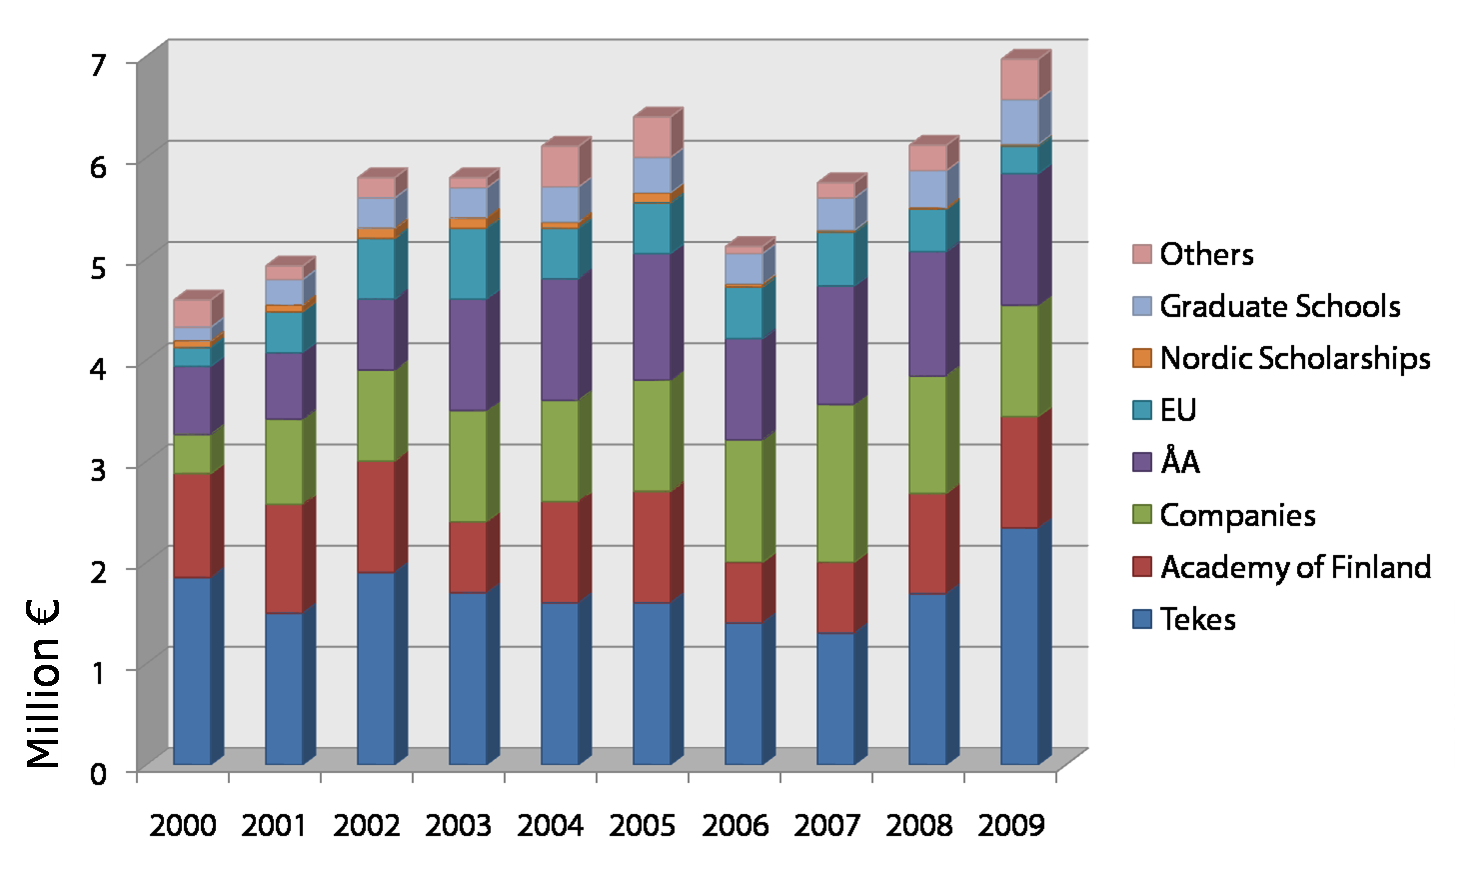 7
6
5
4
3
2
1
0
Million €
2000 2001 2002 2003 2004 2005 2006 2007 2008 2009
Others
Graduate Schools
Nordic Scholarships
EU
ÅA
Companies
Academy of Finland
Tekes